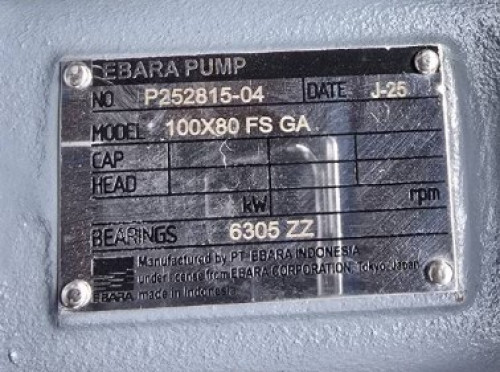 EBARA PUMP
NO. P252815-04 DATE J-25
MODEL 100X80 FS GA
CAP
HEAD
kW rpm
BEARINGS 6305 ZZ
Manufactured by PT EBARA INDONESIA
under license from EBARA CORPORATION, Tokyo Japan
EBARA made in Indonesia